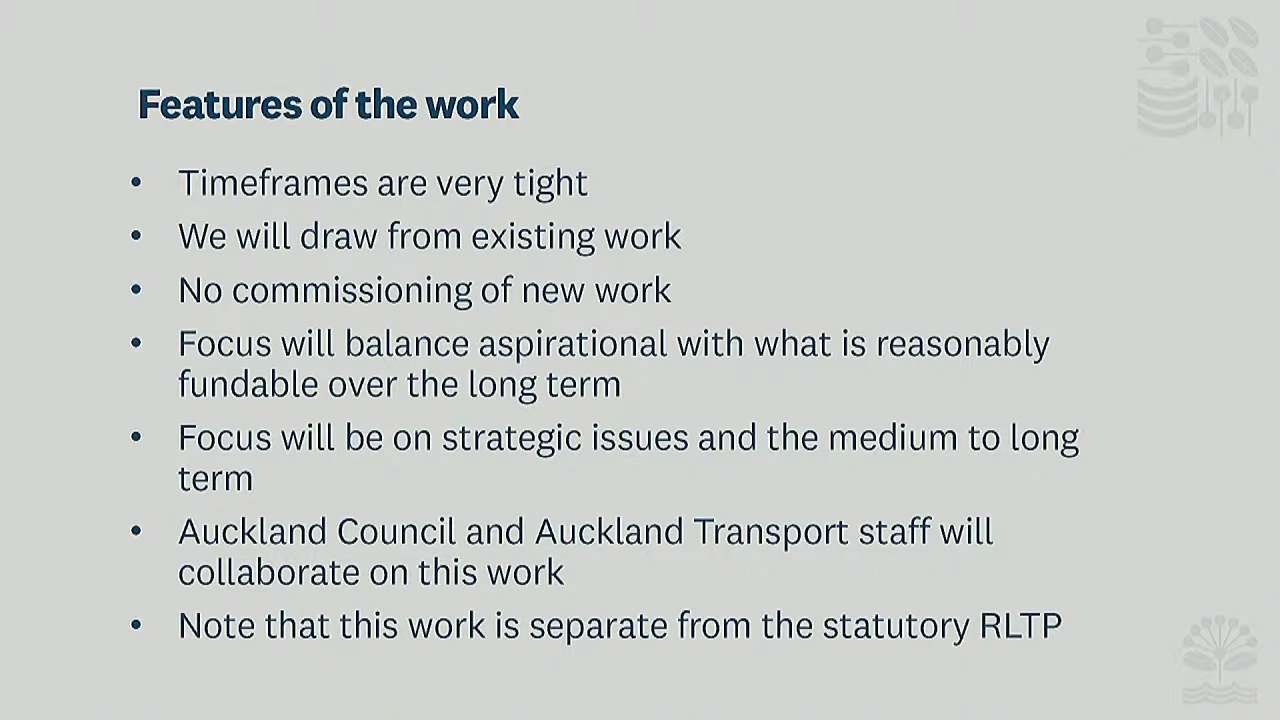 Features of the work
• Timeframes are very tight
• We will draw from existing work
• No commissioning of new work
• Focus will balance aspirational with what is reasonably
fundable over the long term
• Focus will be on strategic issues and the medium to long
term
• Auckland Council and Auckland Transport staff will
collaborate on this work
• Note that this work is separate from the statutory RLTP